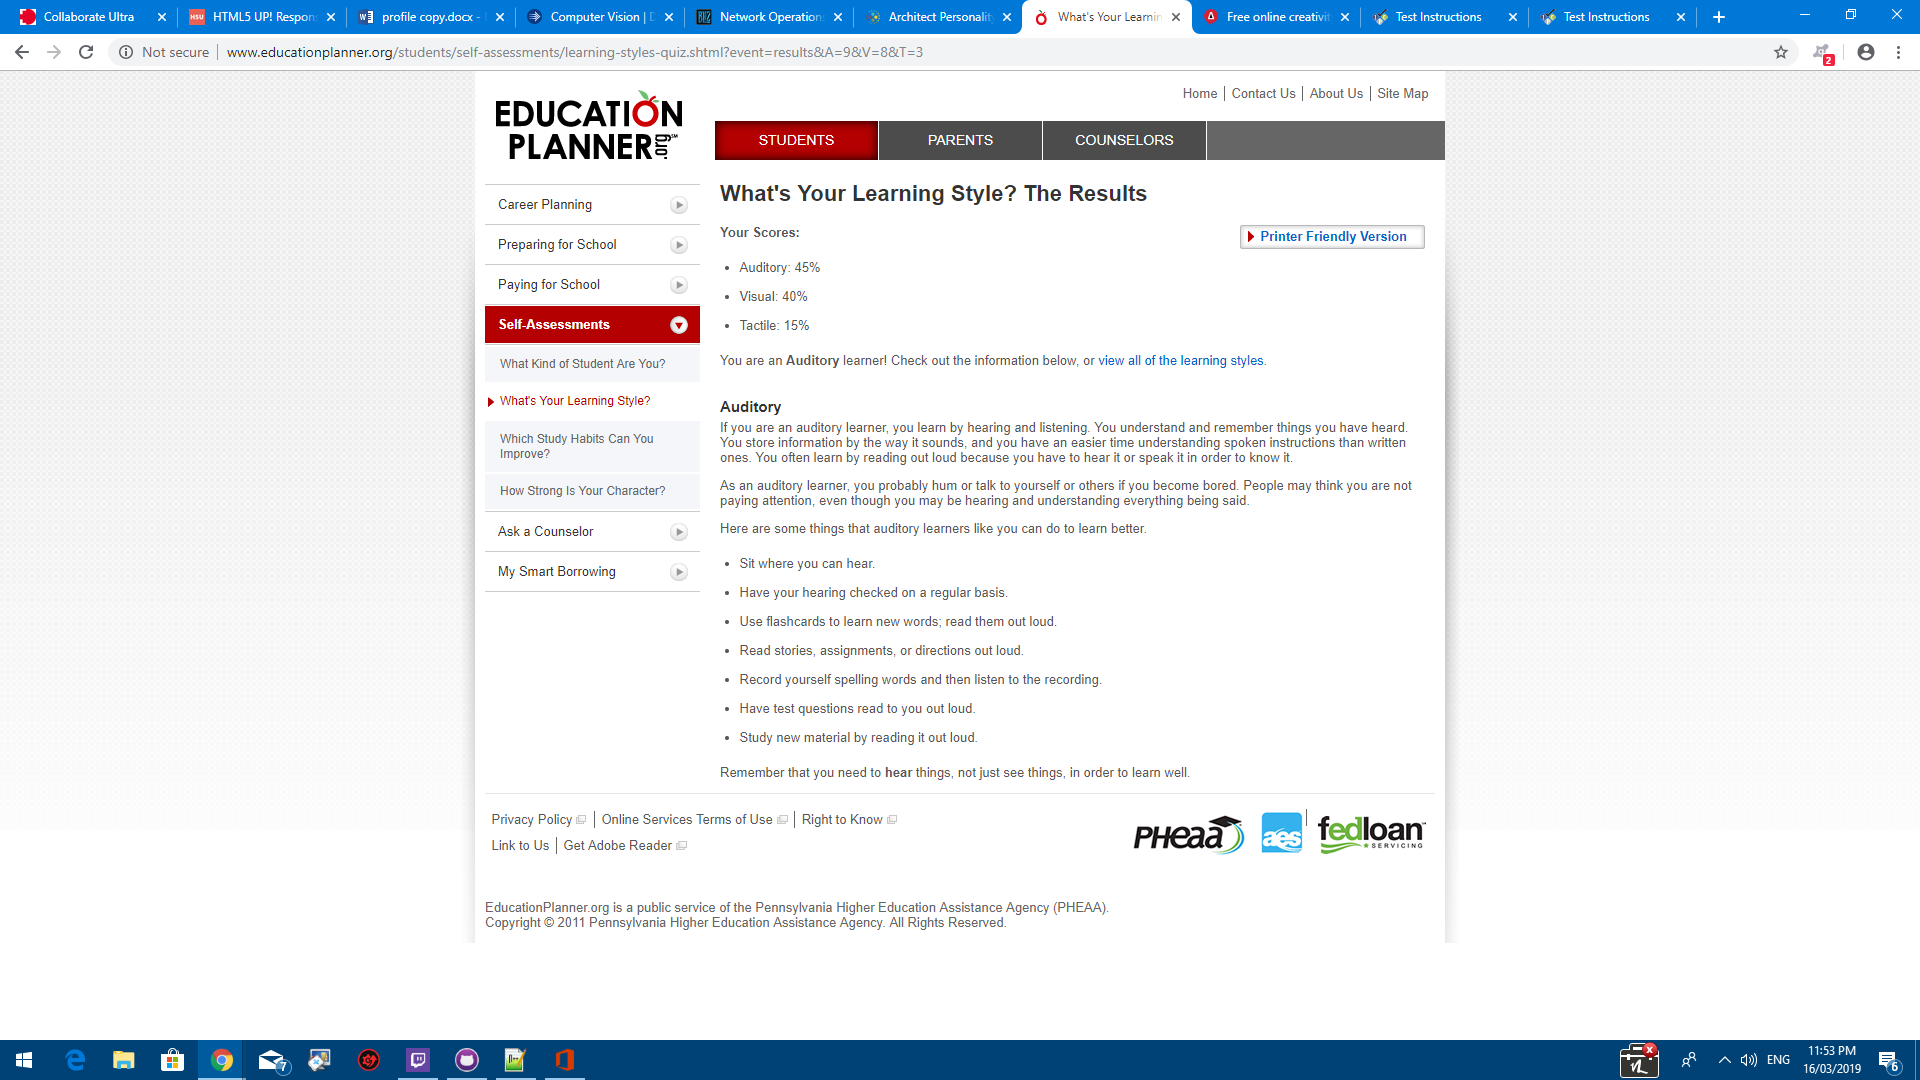 Collaborate Ultra
HTML5 UP! Respon
profile copy.docx -
Computer Vision |
Network Operation
Architect Personalit
What's Your Learnin
Free online creativit
Test Instructions
Test Instructions
Not secure
www.educationplanner.org/students/self-assessments/learning-styles-quiz.shtml?event=results&A=9&V=8&T=3
2
EDUCATION
PLANNER.org
Home | Contact Us | About Us | Site Map
STUDENTS PARENTS COUNSELORS
Career Planning
Preparing for School
Paying for School
Self-Assessments
What Kind of Student Are You?
What's Your Learning Style?
Which Study Habits Can You
Improve?
How Strong Is Your Character?
Ask a Counselor
My Smart Borrowing
What's Your Learning Style? The Results
Your Scores:
Printer Friendly Version
• Auditory: 45%
• Visual: 40%
• Tactile: 15%
You are an Auditory learner! Check out the information below, or view all of the learning styles.
Auditory
If you are an auditory learner, you learn by hearing and listening. You understand and remember things you have heard.
You store information by the way it sounds, and you have an easier time understanding spoken instructions than written
ones. You often learn by reading out loud because you have to hear it or speak it in order to know it.
As an auditory learner, you probably hum or talk to yourself or others if you become bored. People may think you are not
paying attention, even though you may be hearing and understanding everything being said.
Here are some things that auditory learners like you can do to learn better.
• Sit where you can hear.
• Have your hearing checked on a regular basis.
• Use flashcards to learn new words; read them out loud.
• Read stories, assignments, or directions out loud.
• Record yourself spelling words and then listen to the recording.
• Have test questions read to you out loud.
• Study new material by reading it out loud.
Remember that you need to hear things, not just see things, in order to learn well.
Privacy Policy | Online Services Terms of Use | Right to Know
Link to Us | Get Adobe Reader
PHEAA
aes
fedloan
SERVICING
EducationPlanner.org is a public service of the Pennsylvania Higher Education Assistance Agency (PHEAA).
Copyright © 2011 Pennsylvania Higher Education Assistance Agency. All Rights Reserved.
7
ENG
11:53 PM
16/03/2019
6